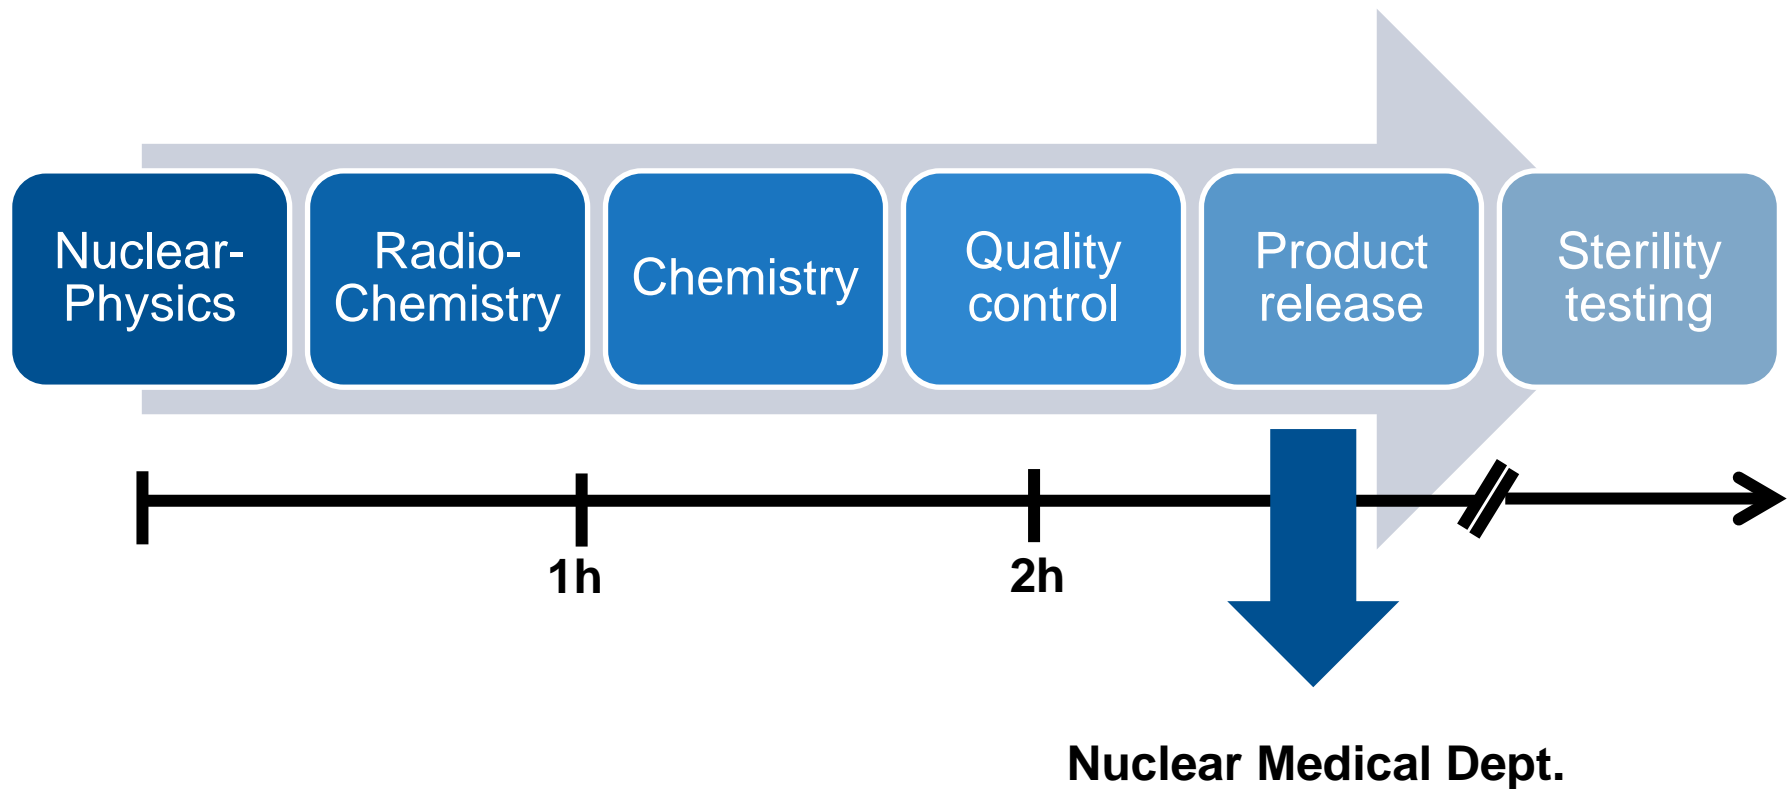 Nuclear-
Physics
Radio-
Chemistry
Chemistry
Quality
control
Product
release
Sterility
testing
1h
2h
Nuclear Medical Dept.